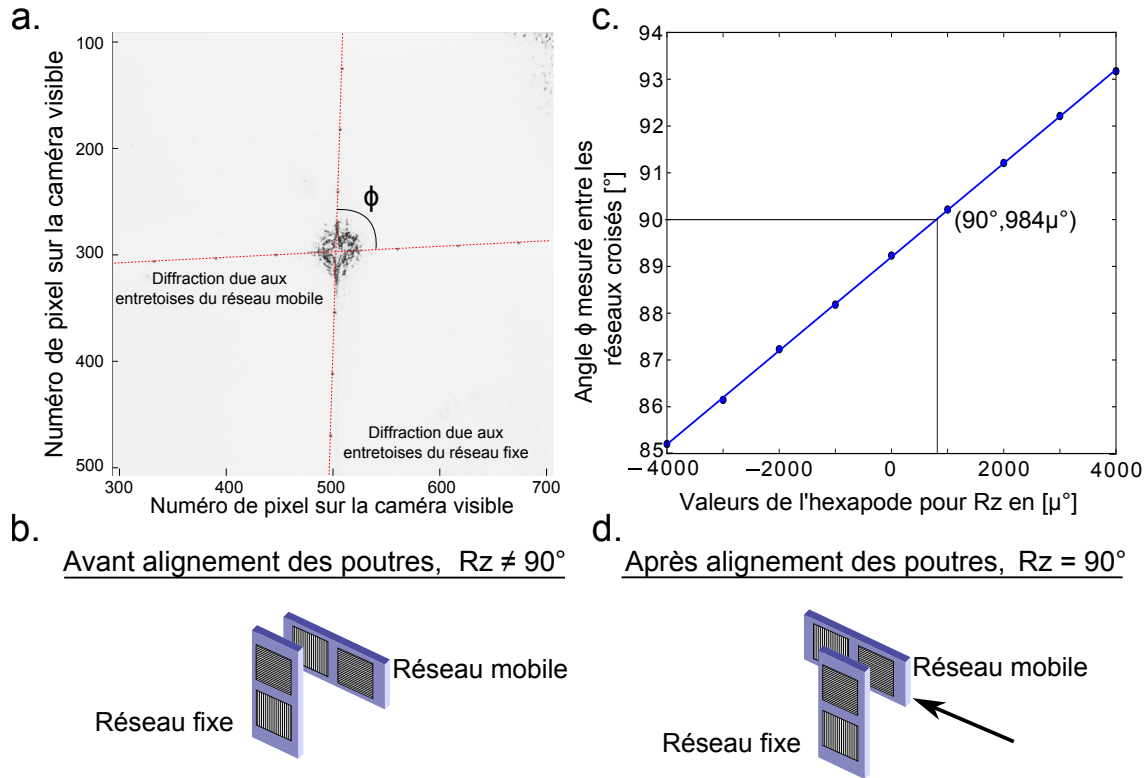 a.
Numéro de pixel sur la caméra visible
100
200
300
400
500
ϕ
Diffraction due aux
entretoises du réseau mobile
Diffraction due aux
entretoises du réseau fixe
300
400
500
600
700
Numéro de pixel sur la caméra visible
c.
Angle ϕ mesuré entre les
réseaux croisés [°]
94
93
92
91
90
89
88
87
86
85
(90°,984µ°)
−4000
−2000
0
2000
4000
Valeurs de l'hexapode pour Rz en [µ°]
b.
Avant alignement des poutres, Rz ≠ 90°
Réseau mobile
Réseau fixe
d.
Après alignement des poutres, Rz = 90°
Réseau mobile
Réseau fixe